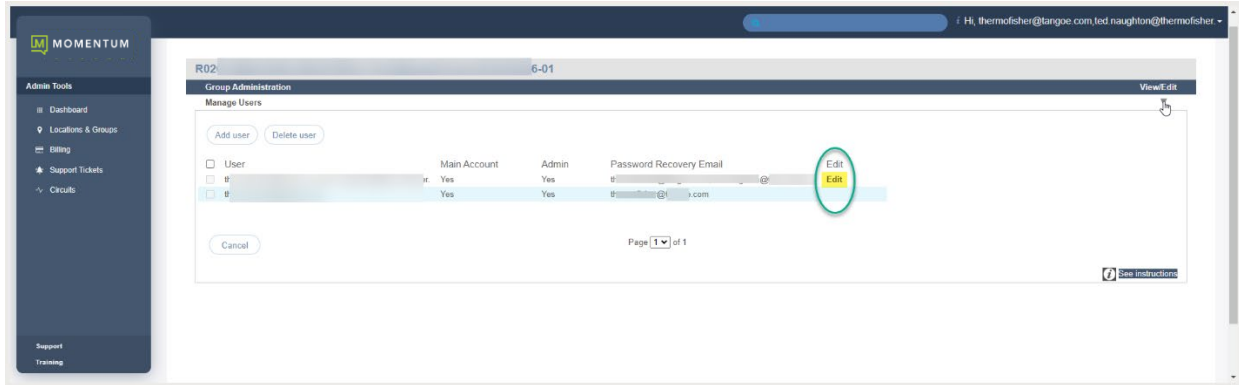 Hi, thermofisher@tangoe.com,ted.naughton@thermofisher.
M MOMENTUM
R02 6-01
Admin Tools
Group Administration View/Edit
Manage Users
Dashboard
Locations & Groups
Billing
Support Tickets
Circuits
Add user Delete user
User Main Account Admin Password Recovery Email Edit
Yes Yes @ Edit
Yes Yes @ .com
Cancel Page 1 of 1
See instructions
Support
Training